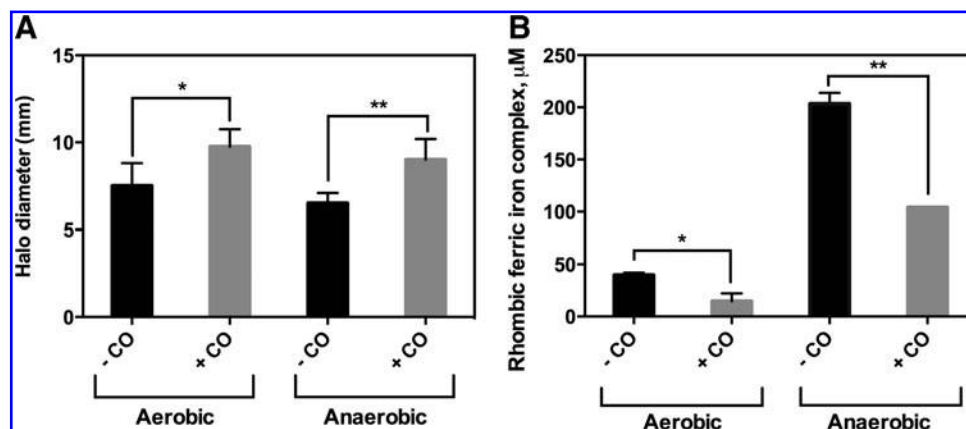 A
Halo diameter (mm)
15
10
5
0
*
**
- CO
+ CO
- CO
+ CO
Aerobic
Anaerobic
B
Rhombic ferric iron complex, µM
250
200
150
100
50
0
*
**
- CO
+ CO
- CO
+ CO
Aerobic
Anaerobic